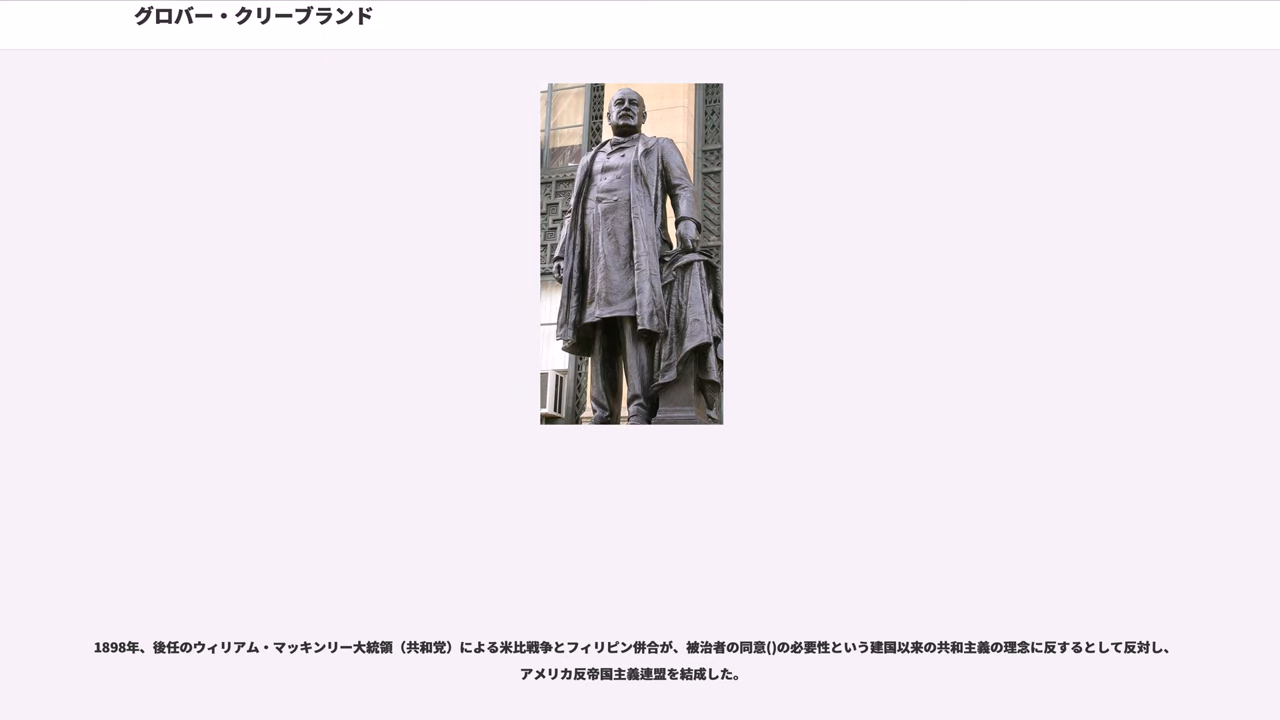 グロバー・クリーブランド
1898年、後任のウィリアム・マッキンリー大統領（共和党）による米比戦争とフィリピン併合が、被治者の同意()の必要性という建国以来の共和主義の理念に反するとして反対し、
アメリカ反帝国主義連盟を結成した。